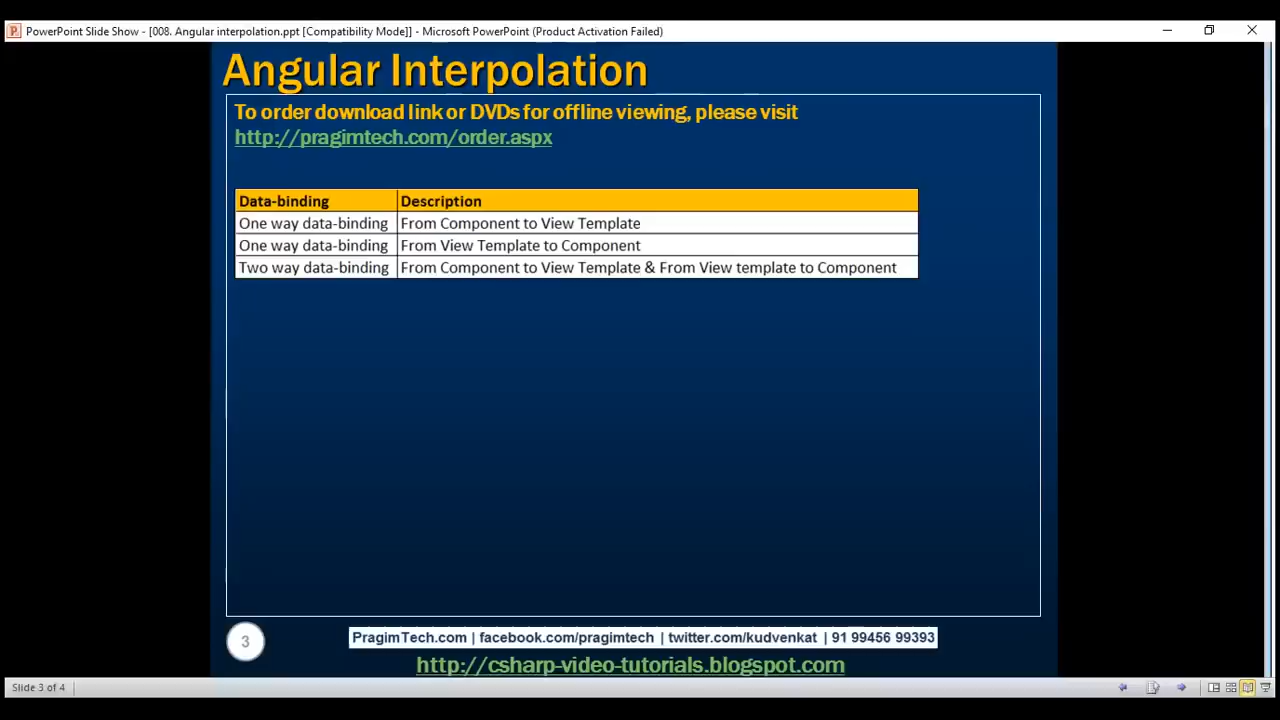 PowerPoint Slide Show - [008. Angular interpolation.ppt [Compatibility Mode]] - Microsoft PowerPoint (Product Activation Failed)
Angular Interpolation
To order download link or DVDs for offline viewing, please visit
http://pragimtech.com/order.aspx
Data-binding Description
One way data-binding From Component to View Template
One way data-binding From View Template to Component
Two way data-binding From Component to View Template & From View template to Component
3
PragimTech.com | facebook.com/pragimtech | twitter.com/kudvenkat | 91 99456 99393
http://csharp-video-tutorials.blogspot.com
Slide 3 of 4